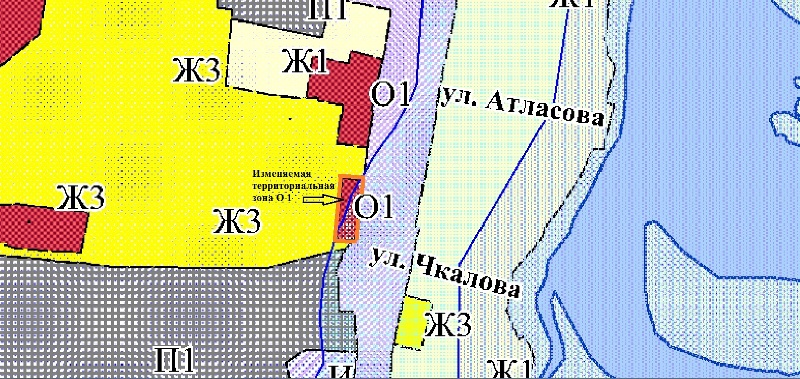 П1
Ж1
Ж3
Ж1
О1
ул. Атласова
Изменяемая
территориальная
зона О-1
Ж3
Ж3
О1
ул. Чкалова
Ж3
П1
Ж1